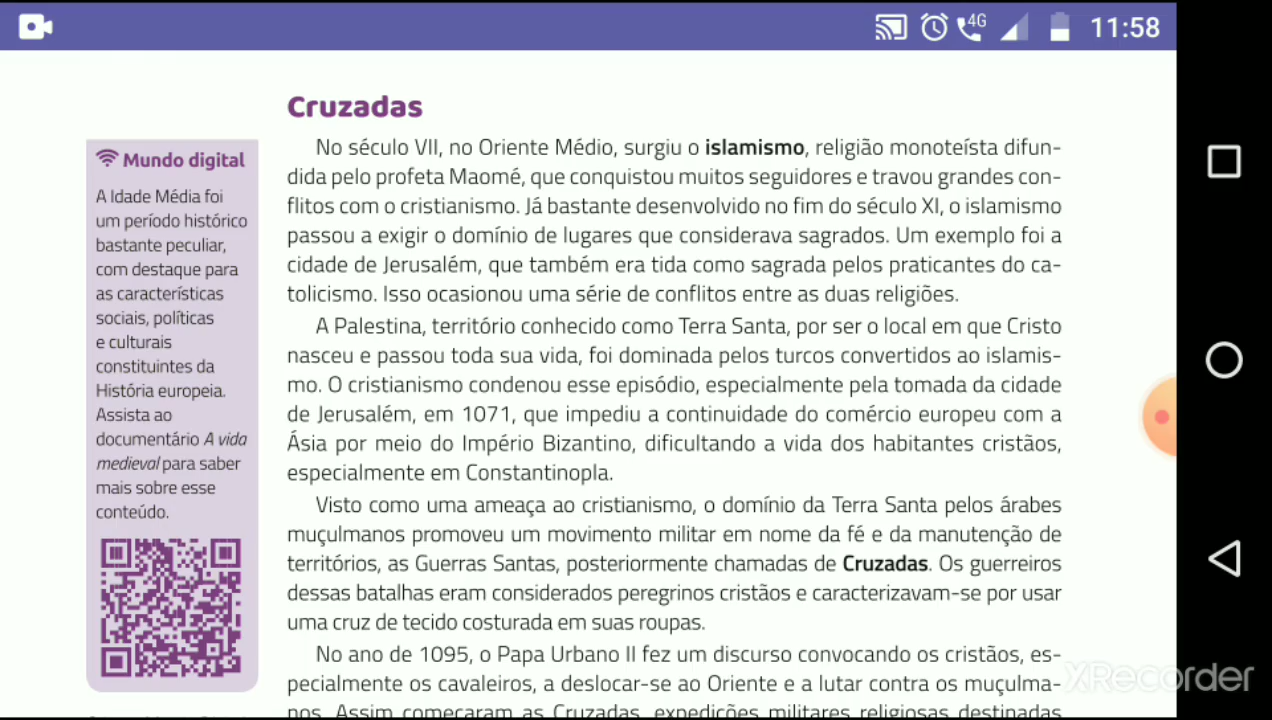 4G 11:58
Cruzadas
No século VII, no Oriente Médio, surgiu o islamismo, religião monoteísta difun-
dida pelo profeta Maomé, que conquistou muitos seguidores e travou grandes con-
flitos com o cristianismo. Já bastante desenvolvido no fim do século XI, o islamismo
passou a exigir o domínio de lugares que considerava sagrados. Um exemplo foi a
cidade de Jerusalém, que também era tida como sagrada pelos praticantes do ca-
tolicismo. Isso ocasionou uma série de conflitos entre as duas religiões.
A Palestina, território conhecido como Terra Santa, por ser o local em que Cristo
nasceu e passou toda sua vida, foi dominada pelos turcos convertidos ao islamis-
mo. O cristianismo condenou esse episódio, especialmente pela tomada da cidade
de Jerusalém, em 1071, que impediu a continuidade do comércio europeu com a
Ásia por meio do Império Bizantino, dificultando a vida dos habitantes cristãos,
especialmente em Constantinopla.
Visto como uma ameaça ao cristianismo, o domínio da Terra Santa pelos árabes
muçulmanos promoveu um movimento militar em nome da fé e da manutenção de
territórios, as Guerras Santas, posteriormente chamadas de Cruzadas. Os guerreiros
dessas batalhas eram considerados peregrinos cristãos e caracterizavam-se por usar
uma cruz de tecido costurada em suas roupas.
No ano de 1095, o Papa Urbano II fez um discurso convocando os cristãos, es-
pecialmente os cavaleiros, a deslocar-se ao Oriente e a lutar contra os muçulma-
nos. Assim começaram as Cruzadas, expedições militares religiosas destinadas
Mundo digital
A Idade Média foi
um período histórico
bastante peculiar,
com destaque para
as características
sociais, políticas
e culturais
constituintes da
História europeia.
Assista ao
documentário A vida
medieval para saber
mais sobre esse
conteúdo.
XRecorder